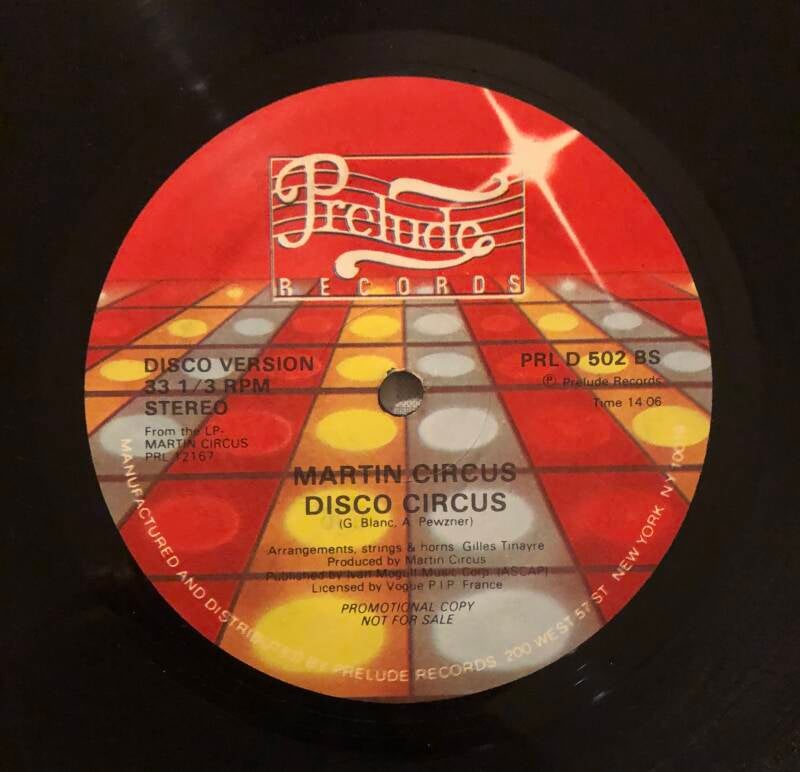 Prelude
RECORDS
DISCO VERSION
33 1/3 RPM
STEREO
From the LP-
MARTIN CIRCUS
PRL 12167
PRL D 502 BS
℗ Prelude Records
Time 14 06
MARTIN CIRCUS
DISCO CIRCUS
(G. Blanc, A. Pewzner)
Arrangements, strings & horns Gilles Tinayre
Produced by Martin Circus
Published by Ivan Mogull Music Corp. (ASCAP)
Licensed by Vogue P.I.P. France
PROMOTIONAL COPY
NOT FOR SALE
MANUFACTURED AND DISTRIBUTED BY PRELUDE RECORDS 200 WEST 57 ST NEW YORK N.Y.